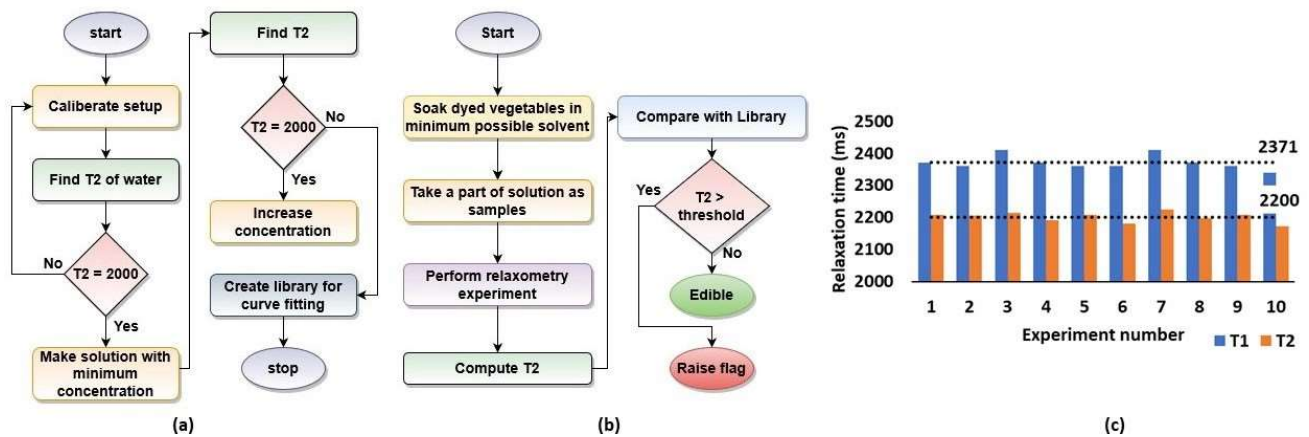 start
Caliberate setup
Find T2 of water
T2 = 2000
No
Yes
Make solution with
minimum
concentration
Find T2
T2 = 2000
No
Yes
Increase
concentration
Create library for
curve fitting
stop
(a)
Start
Soak dyed vegetables in
minimum possible solvent
Take a part of solution as
samples
Perform relaxometry
experiment
Compute T2
Compare with Library
T2 >
threshold
Yes
No
Edible
Raise flag
(b)
Relaxation time (ms)
2500
2400
2300
2200
2100
2000
2371
2200
1 2 3 4 5 6 7 8 9 10
Experiment number
T1 T2
(c)